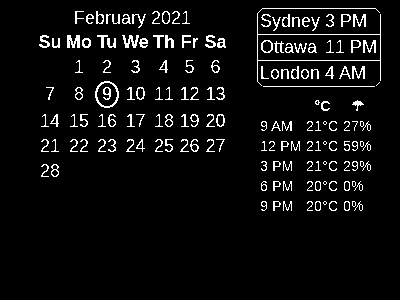 February 2021
Su Mo Tu We Th Fr Sa
1 2 3 4 5 6
7 8 9 10 11 12 13
14 15 16 17 18 19 20
21 22 23 24 25 26 27
28
Sydney 3 PM
Ottawa 11 PM
London 4 AM
°C ☂
9 AM 21°C 27%
12 PM 21°C 59%
3 PM 21°C 29%
6 PM 20°C 0%
9 PM 20°C 0%